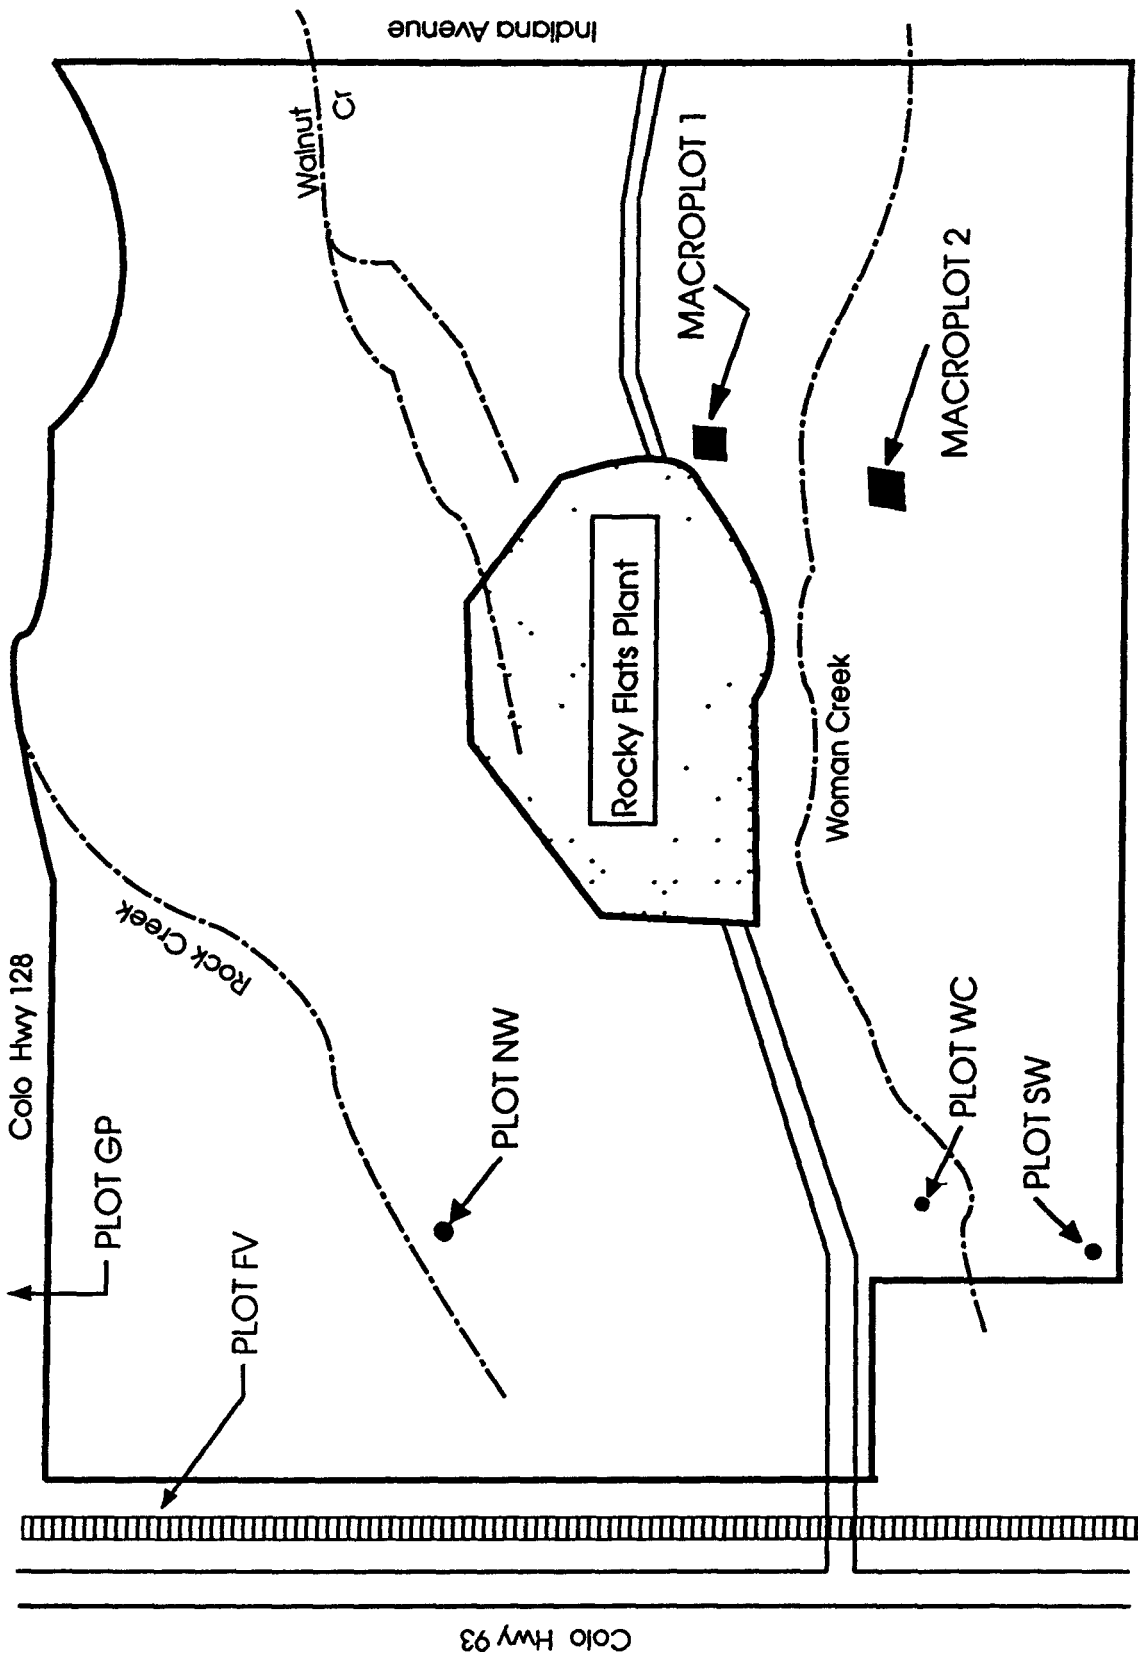 Colo Hwy 128
PLOT GP
PLOT FV
Rock Creek
Walnut
Cr
Indiana Avenue
PLOT NW
Rocky Flats Plant
MACROPLOT 1
MACROPLOT 2
Woman Creek
PLOT WC
PLOT SW
Colo Hwy 93